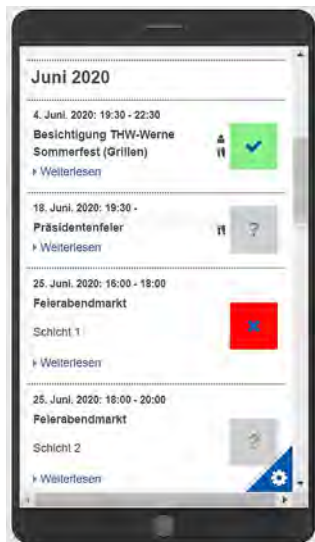 Juni 2020
4. Juni. 2020: 19:30 - 22:30
Besichtigung THW-Werne
Sommerfest (Grillen)
Weiterlesen
18. Juni. 2020: 19:30 -
Präsidentenfeier
?
Weiterlesen
25. Juni. 2020: 16:00 - 18:00
Feierabendmarkt
Schicht 1
Weiterlesen
25. Juni. 2020: 18:00 - 20:00
Feierabendmarkt
?
Schicht 2
Weiterlesen